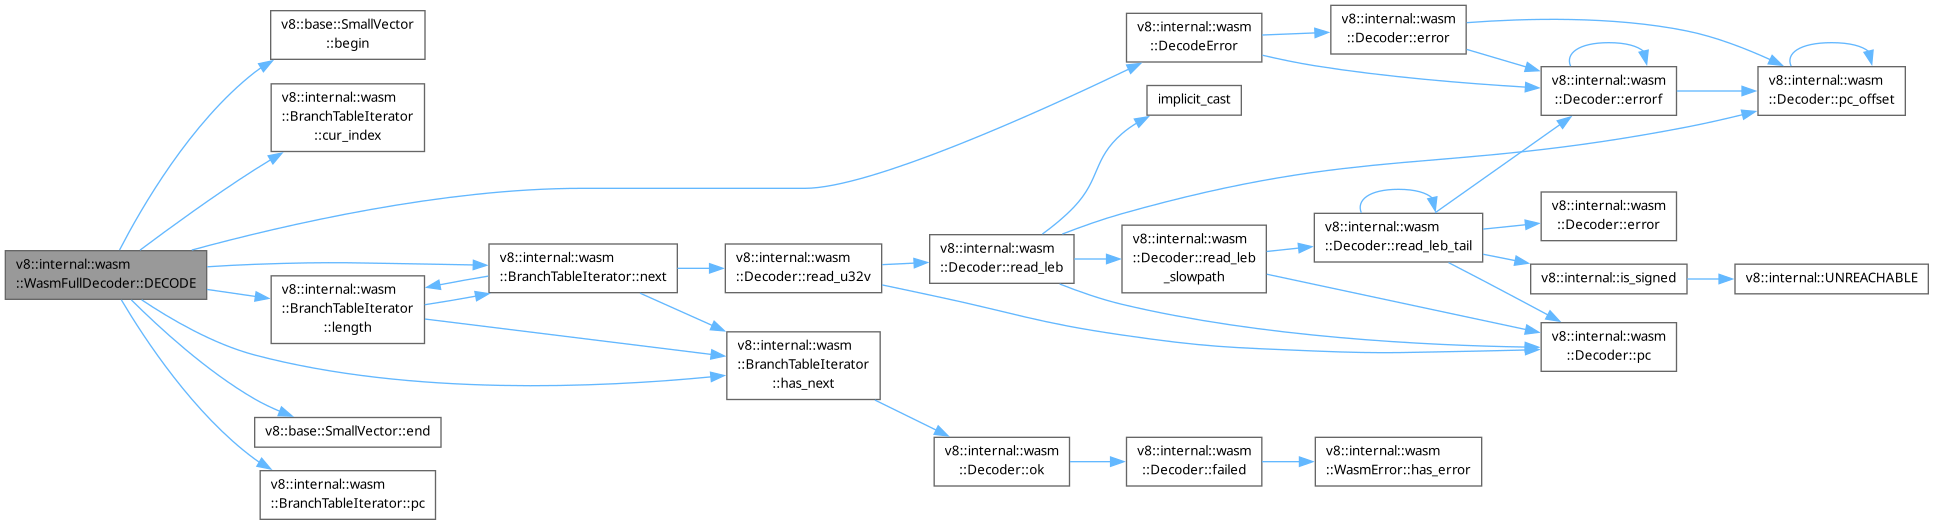 v8::internal::wasm
::WasmFullDecoder::DECODE
v8::base::SmallVector
::begin
v8::internal::wasm
::BranchTableIterator
::cur_index
v8::internal::wasm
::BranchTableIterator
::length
v8::base::SmallVector::end
v8::internal::wasm
::BranchTableIterator::pc
v8::internal::wasm
::BranchTableIterator::next
v8::internal::wasm
::Decoder::read_u32v
v8::internal::wasm
::BranchTableIterator
::has_next
v8::internal::wasm
::Decoder::read_leb
v8::internal::wasm
::Decoder::ok
v8::internal::wasm
::DecodeError
implicit_cast
v8::internal::wasm
::Decoder::read_leb
_slowpath
v8::internal::wasm
::Decoder::failed
v8::internal::wasm
::Decoder::error
v8::internal::wasm
::Decoder::read_leb_tail
v8::internal::wasm
::WasmError::has_error
v8::internal::wasm
::Decoder::errorf
v8::internal::wasm
::Decoder::error
v8::internal::is_signed
v8::internal::wasm
::Decoder::pc
v8::internal::wasm
::Decoder::pc_offset
v8::internal::UNREACHABLE